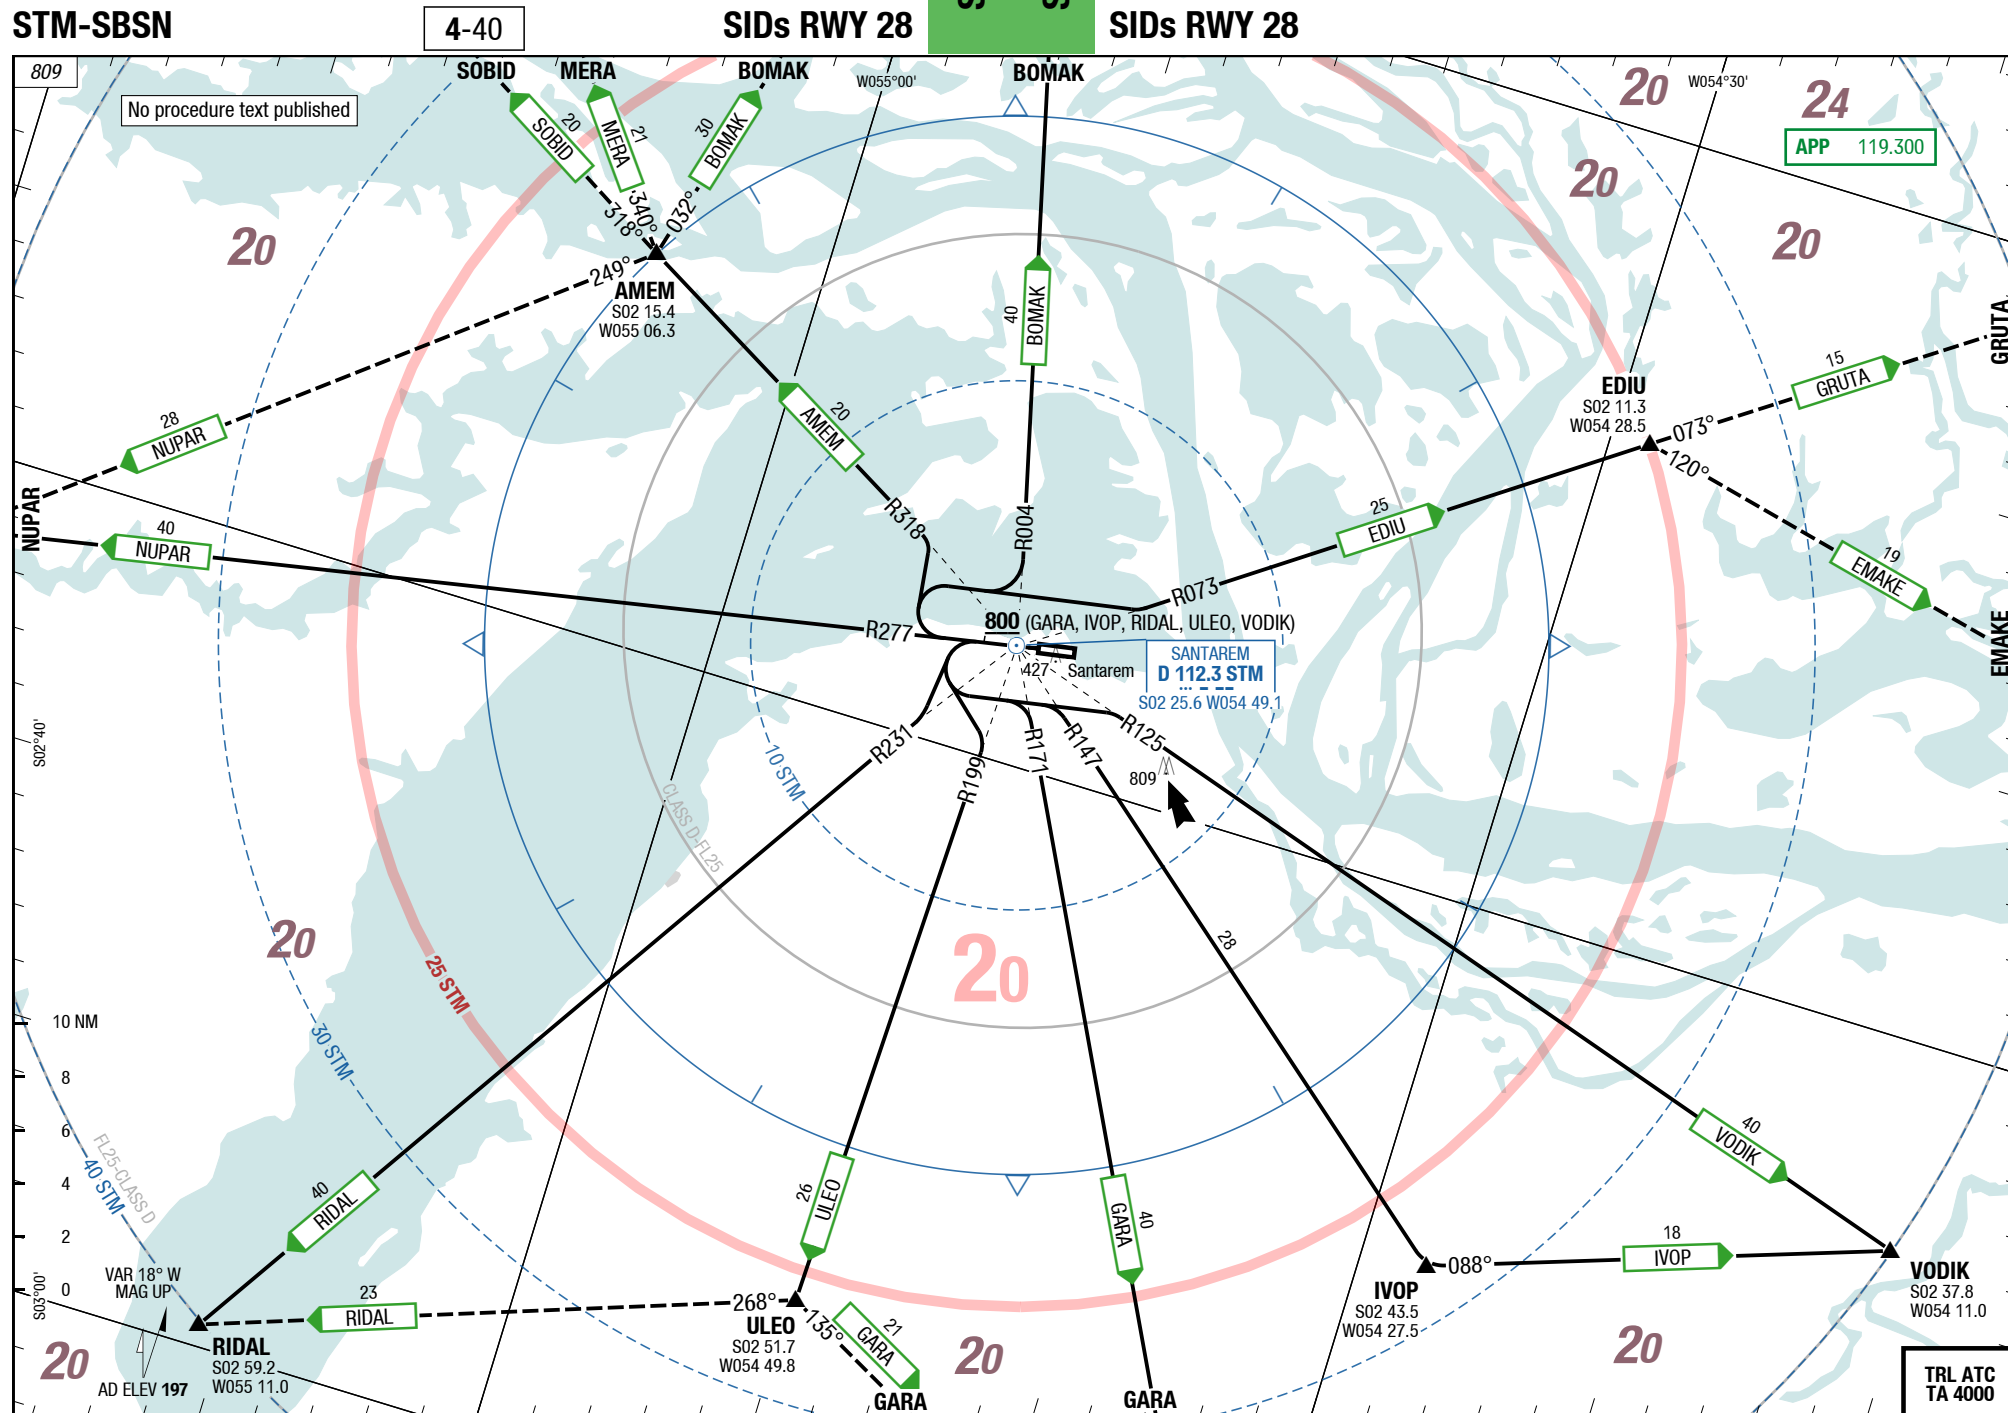 STM-SBSN
4-40
SIDs RWY 28
SIDs RWY 28
809
No procedure text published
SOBID
MERA
BOMAK
BOMAK
W055°00'
W054°30'
20
24
APP 119.300
20
SOBID
20
MERA
21
BOMAK
30
318°
340°
032°
20
20
249°
AMEM
S02 15.4
W055 06.3
40
BOMAK
GRUTA
15
GRUTA
EDIU
S02 11.3
W054 28.5
073°
120°
28
NUPAR
20
AMEM
NUPAR
40
NUPAR
R318
R004
25
EDIU
19
EMAKE
EMAKE
R073
R277
800 (GARA, IVOP, RIDAL, ULEO, VODIK)
427
Santarem
SANTAREM
D 112.3 STM
S02 25.6 W054 49.1
R231
R199
R171
R147
R125
809
S02°40'
10 STM
CLASS D-FL25
28
20
20
25 STM
30 STM
10 NM
8
6
4
2
0
FL25-CLASS D
40 STM
40
RIDAL
26
ULEO
GARA
40
40
VODIK
18
IVOP
088°
IVOP
S02 43.5
W054 27.5
VODIK
S02 37.8
W054 11.0
VAR 18° W
MAG UP
S03°00'
23
RIDAL
268°
135°
ULEO
S02 51.7
W054 49.8
21
GARA
RIDAL
S02 59.2
W055 11.0
AD ELEV 197
20
20
20
GARA
GARA
TRL ATC
TA 4000